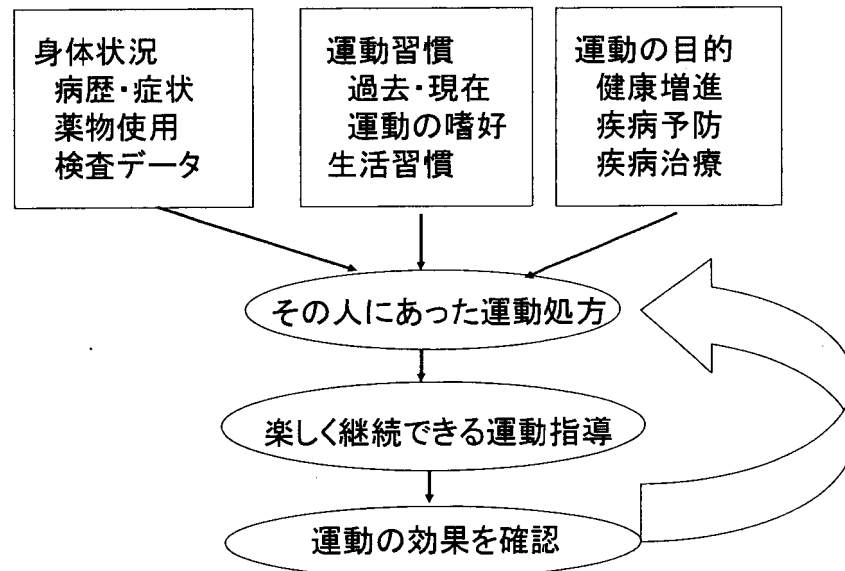 身体状況
病歴・症状
薬物使用
検査データ
運動習慣
過去・現在
運動の嗜好
生活習慣
運動の目的
健康増進
疾病予防
疾病治療
その人にあった運動処方
楽しく継続できる運動指導
運動の効果を確認